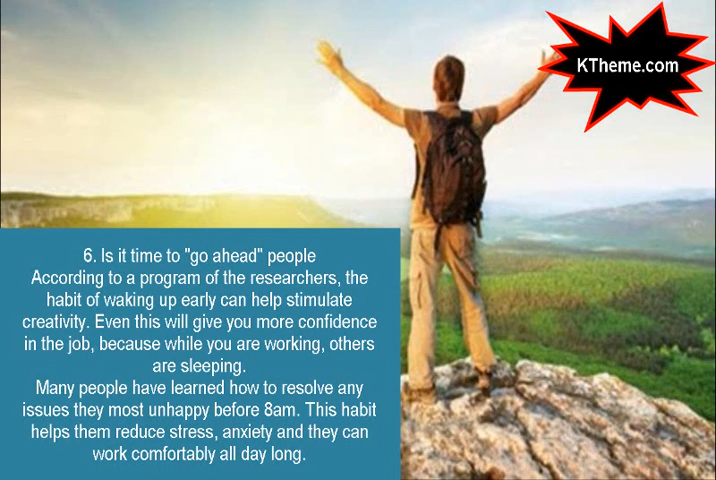 KTheme.com
6. Is it time to "go ahead" people
According to a program of the researchers, the
habit of waking up early can help stimulate
creativity. Even this will give you more confidence
in the job, because while you are working, others
are sleeping.
Many people have learned how to resolve any
issues they most unhappy before 8am. This habit
helps them reduce stress, anxiety and they can
work comfortably all day long.